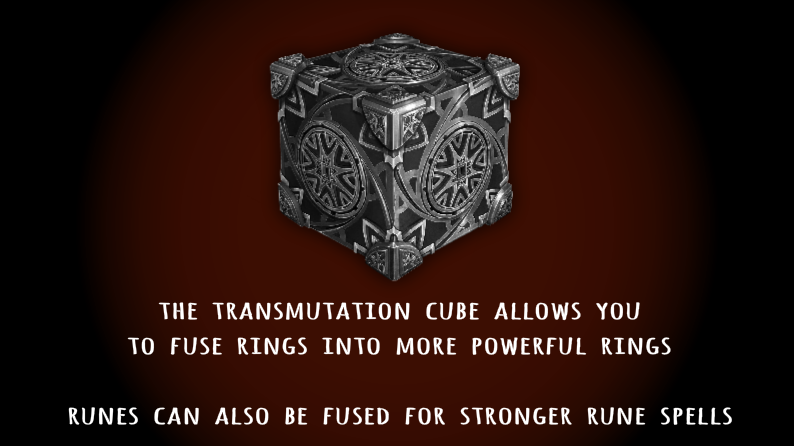 THE TRANSMUTATION CUBE ALLOWS YOU
TO FUSE RINGS INTO MORE POWERFUL RINGS
RUNES CAN ALSO BE FUSED FOR STRONGER RUNE SPELLS